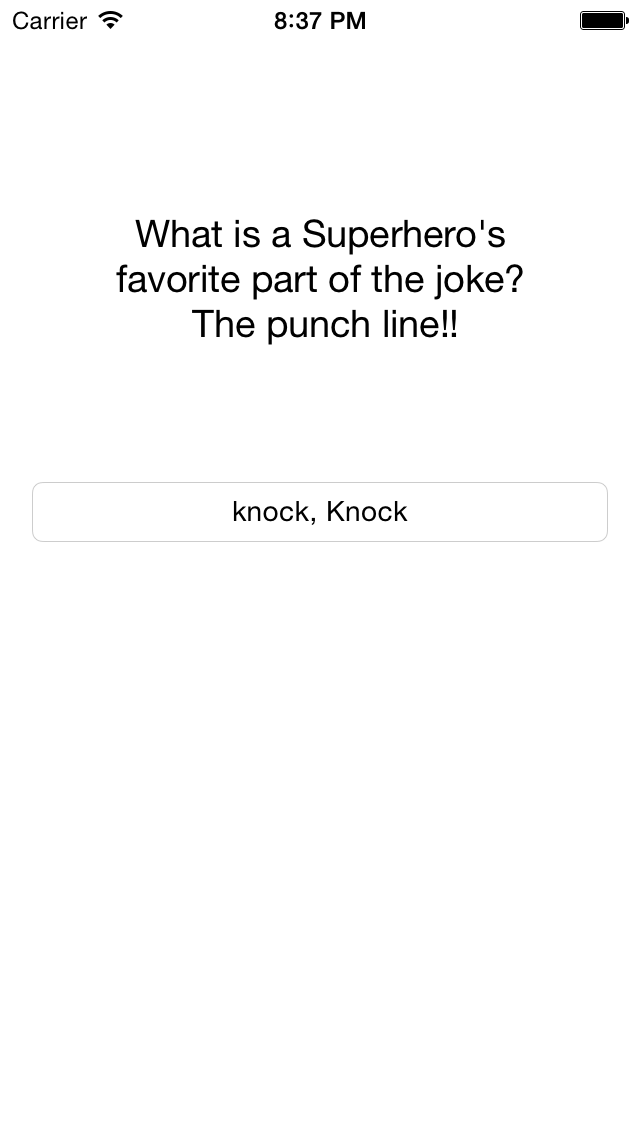 Carrier 8:37 PM
What is a Superhero's
favorite part of the joke?
The punch line!!
knock, Knock